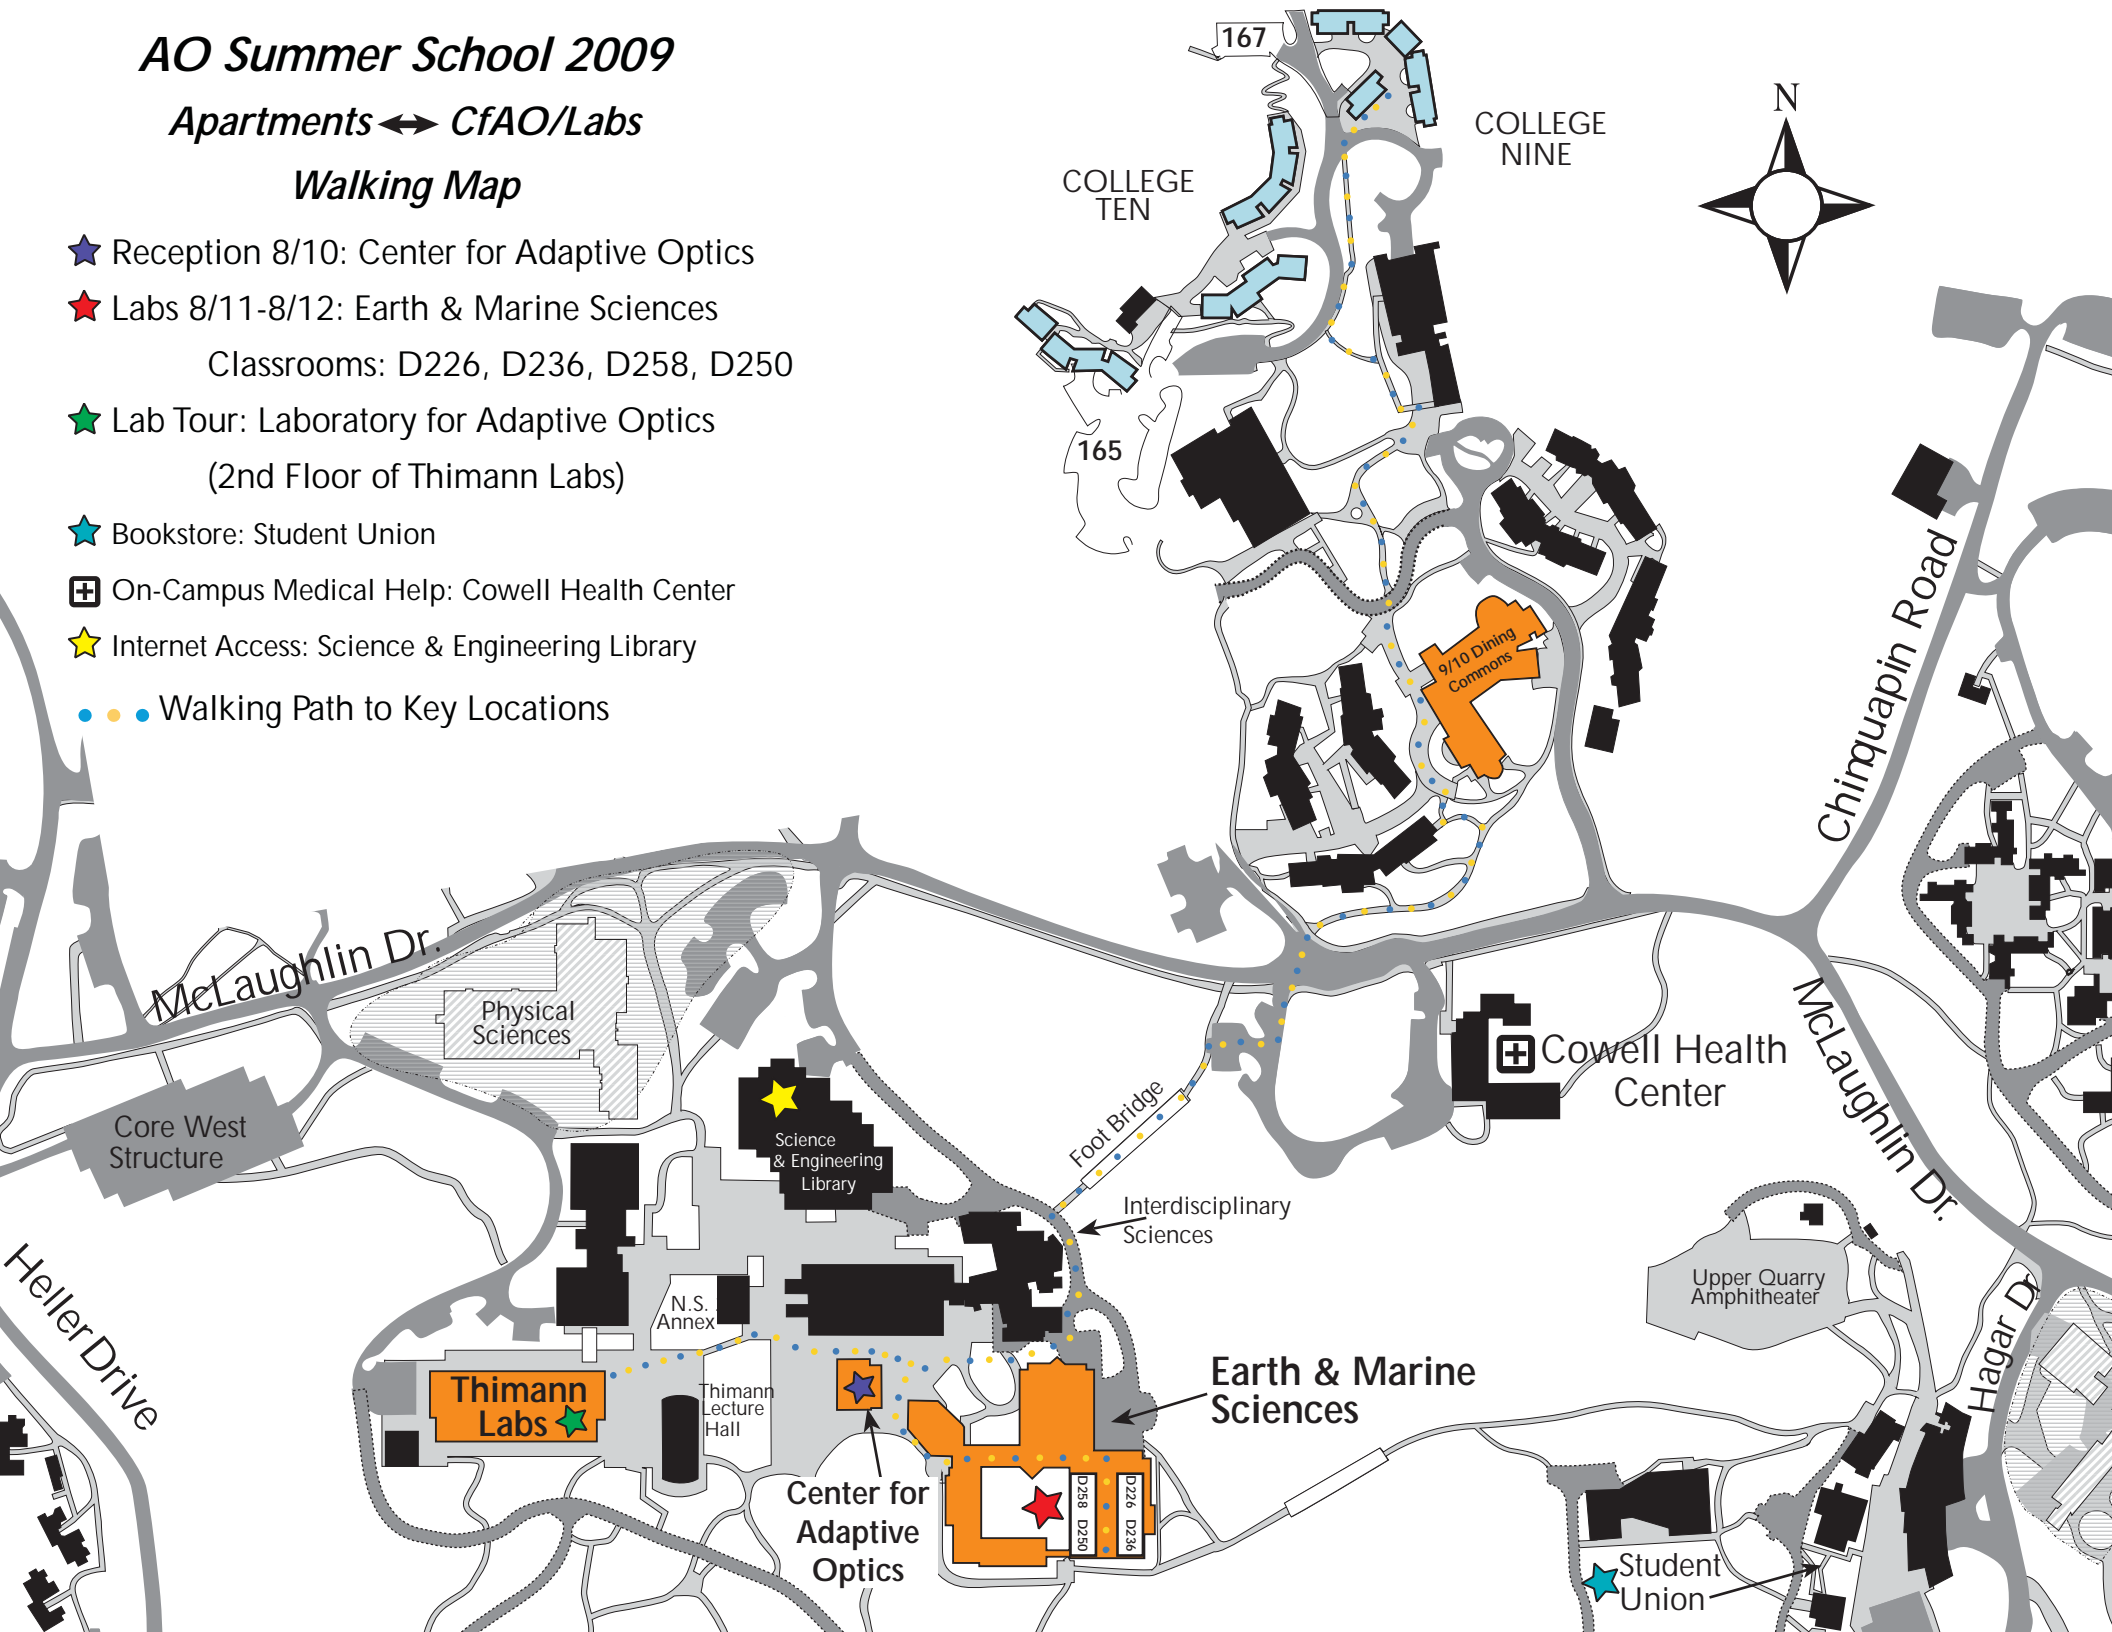 AO Summer School 2009
Apartments CfAO/Labs
Walking Map
Reception 8/10: Center for Adaptive Optics
Labs 8/11-8/12: Earth & Marine Sciences
Classrooms: D226, D236, D258, D250
Lab Tour: Laboratory for Adaptive Optics
(2nd Floor of Thimann Labs)
Bookstore: Student Union
On-Campus Medical Help: Cowell Health Center
Internet Access: Science & Engineering Library
Walking Path to Key Locations
167
COLLEGE
NINE
COLLEGE
TEN
N
165
9/10 Dining
Commons
Chinquapin Road
McLaughlin Dr.
Physical
Sciences
Core West
Structure
Science
& Engineering
Library
Foot Bridge
Interdisciplinary
Sciences
Cowell Health
Center
McLaughlin Dr.
Upper Quarry
Amphitheater
Hagar Dr
Heller Drive
N.S.
Annex
Thimann
Labs
Thimann
Lecture
Hall
Center for
Adaptive
Optics
Earth & Marine
Sciences
D258 D250
D226 D236
Student
Union